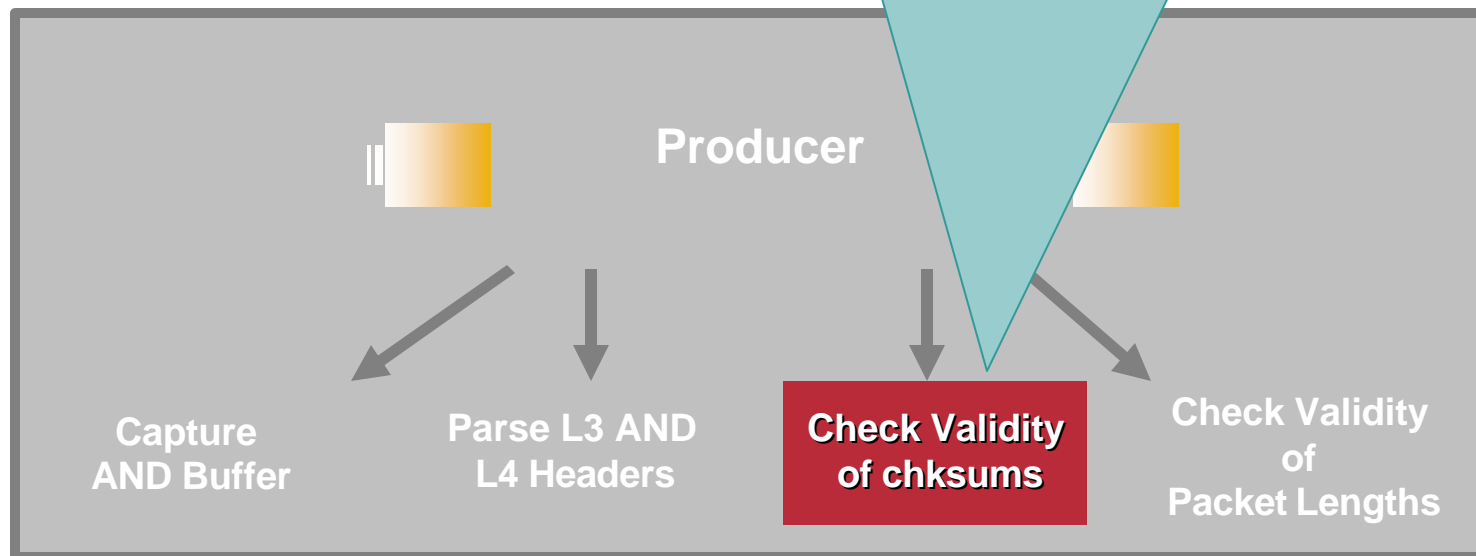 Producer
Capture
AND Buffer
Parse L3 AND
L4 Headers
Check Validity
of chksums
Check Validity
of
Packet Lengths